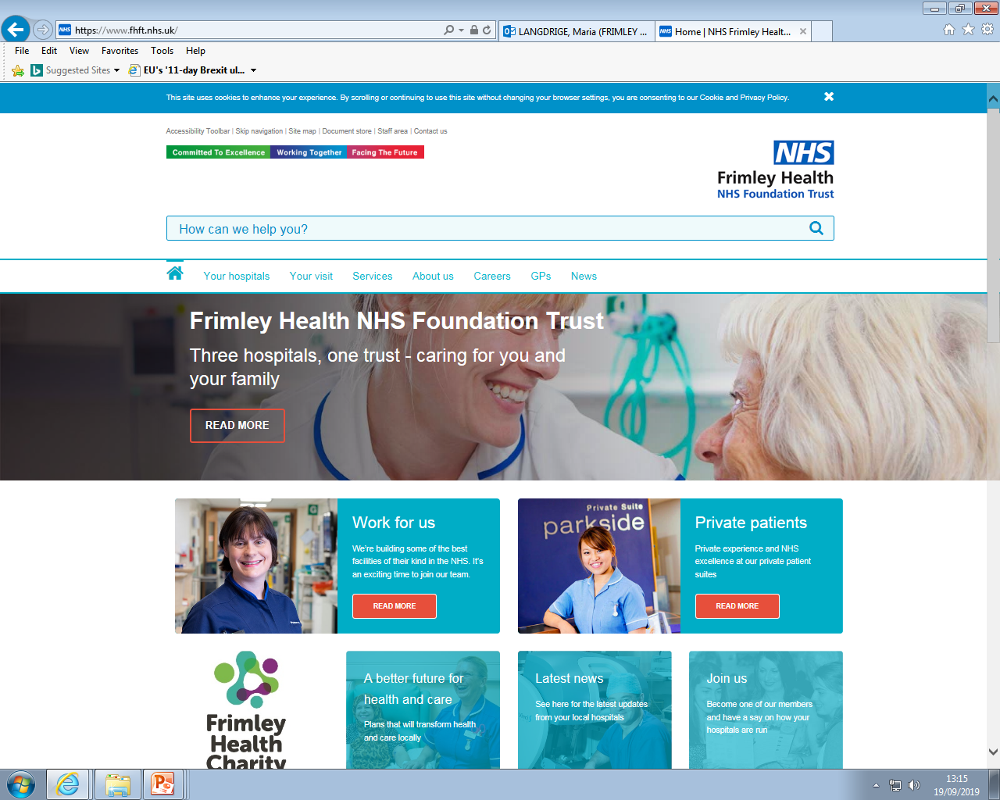 https://www.fhft.nhs.uk/
LANGDRIGE, Maria (FRIMLEY ...
NHS Home | NHS Frimley Healt...
File Edit View Favorites Tools Help
Suggested Sites EU's '11-day Brexit ul...
This site uses cookies to enhance your experience. By scrolling or continuing to use this site without changing your browser settings, you are consenting to our Cookie and Privacy Policy.
Accessibility Toolbar | Skip navigation | Site map | Document store | Staff area | Contact us
Committed To Excellence Working Together Facing The Future
NHS
Frimley Health
NHS Foundation Trust
How can we help you?
Your hospitals Your visit Services About us Careers GPs News
Frimley Health NHS Foundation Trust
Three hospitals, one trust - caring for you and
your family
READ MORE
Work for us
We're building some of the best
facilities of their kind in the NHS. It's
an exciting time to join our team.
READ MORE
Private Suite
parkside
Private patients
Private experience and NHS
excellence at our private patient
suites
READ MORE
Frimley
Health
Charity
A better future for
health and care
Plans that will transform health
and care locally
Latest news
See here for the latest updates
from your local hospitals
Join us
Become one of our members
and have a say on how your
hospitals are run
13:15
19/09/2019